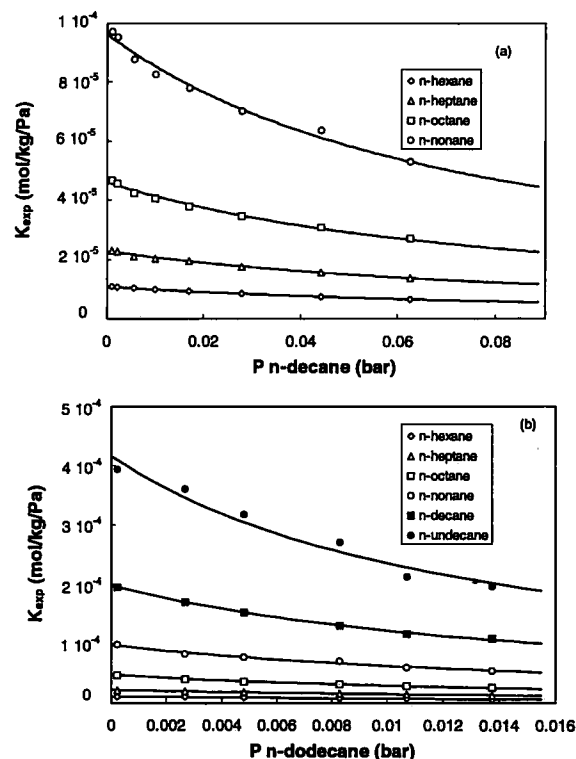 (a)
K_exp (mol/kg/Pa)
1 10^-4
8 10^-5
6 10^-5
4 10^-5
2 10^-5
0
n-hexane
n-heptane
n-octane
n-nonane
0 0.02 0.04 0.06 0.08
P n-decane (bar)
(b)
K_exp (mol/kg/Pa)
5 10^-4
4 10^-4
3 10^-4
2 10^-4
1 10^-4
0
n-hexane
n-heptane
n-octane
n-nonane
n-decane
n-undecane
0 0.002 0.004 0.006 0.008 0.01 0.012 0.014 0.016
P n-dodecane (bar)